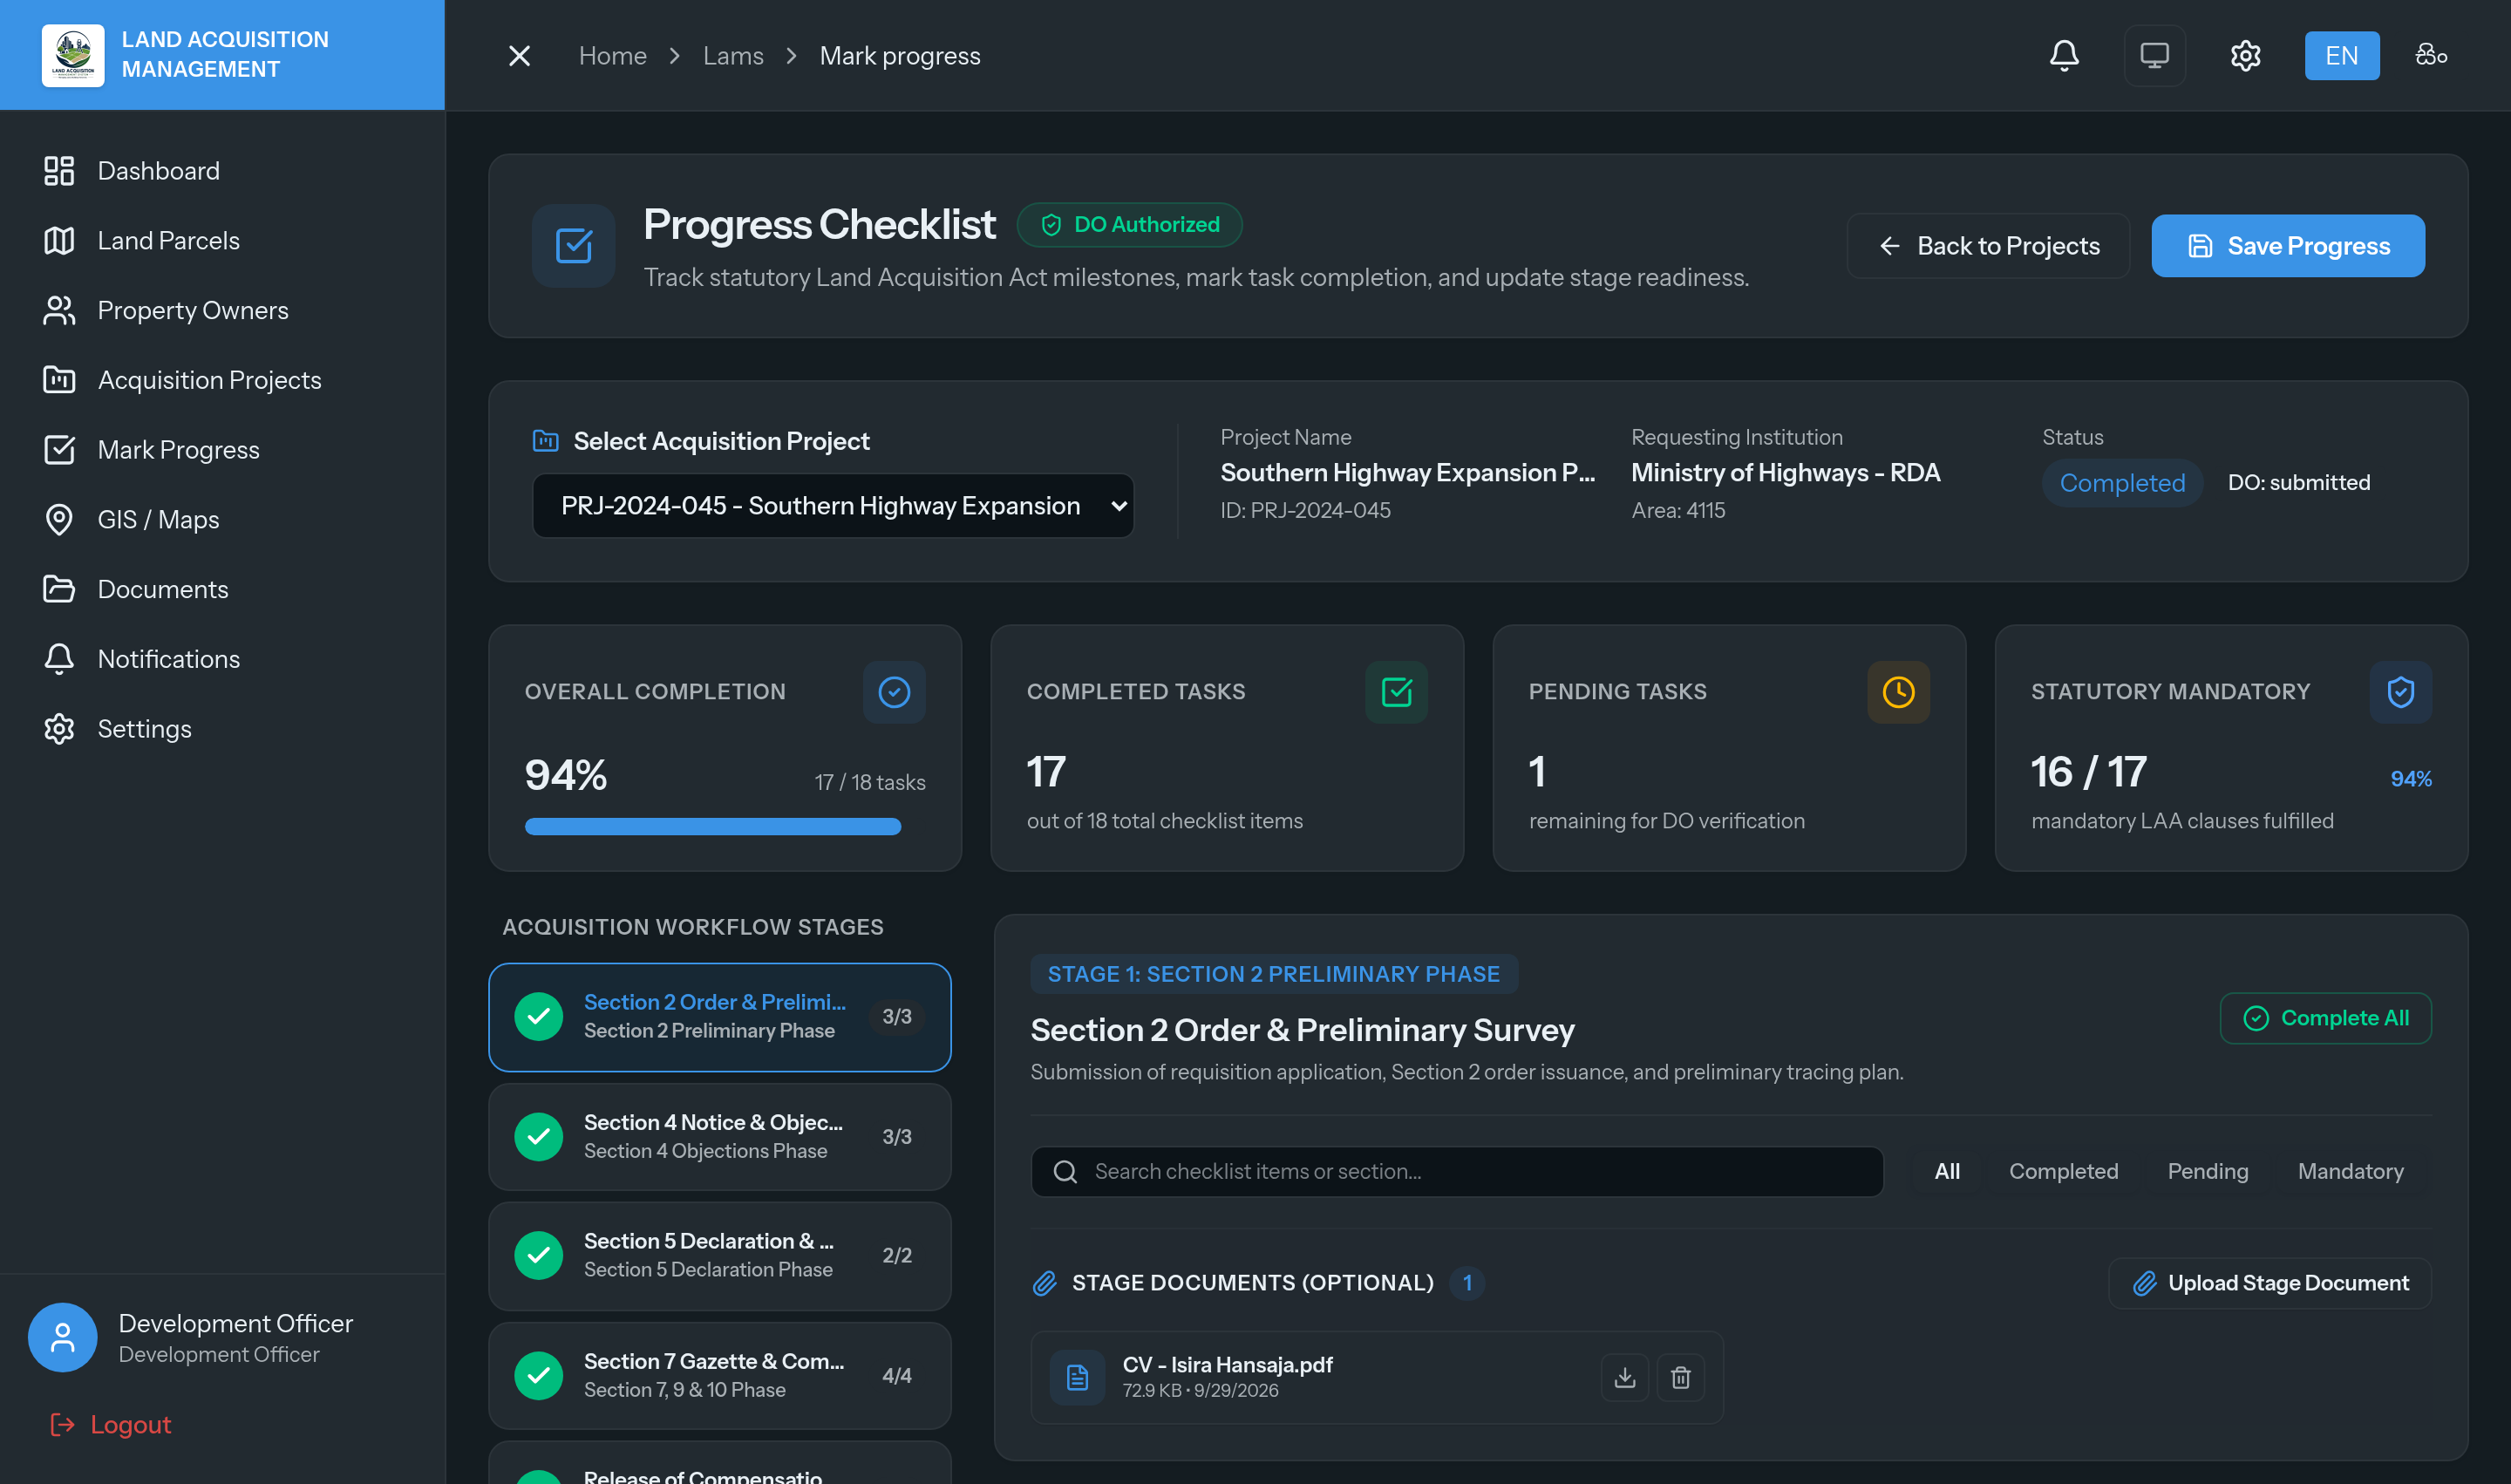 LAND ACQUISITION
MANAGEMENT
Home > Lams > Mark progress
EN
Dashboard
Land Parcels
Property Owners
Acquisition Projects
Mark Progress
GIS / Maps
Documents
Notifications
Settings
Development Officer
Development Officer
Logout
Progress Checklist
DO Authorized
Track statutory Land Acquisition Act milestones, mark task completion, and update stage readiness.
Back to Projects
Save Progress
Select Acquisition Project
PRJ-2024-045 - Southern Highway Expansion
Project Name
Southern Highway Expansion P...
ID: PRJ-2024-045
Requesting Institution
Ministry of Highways - RDA
Area: 4115
Status
Completed
DO: submitted
OVERALL COMPLETION
94%
17 / 18 tasks
COMPLETED TASKS
17
out of 18 total checklist items
PENDING TASKS
1
remaining for DO verification
STATUTORY MANDATORY
16 / 17
94%
mandatory LAA clauses fulfilled
ACQUISITION WORKFLOW STAGES
Section 2 Order & Prelimi...
Section 2 Preliminary Phase
3/3
Section 4 Notice & Objec...
Section 4 Objections Phase
3/3
Section 5 Declaration & ...
Section 5 Declaration Phase
2/2
Section 7 Gazette & Com...
Section 7, 9 & 10 Phase
4/4
Release of Compensatio
STAGE 1: SECTION 2 PRELIMINARY PHASE
Section 2 Order & Preliminary Survey
Submission of requisition application, Section 2 order issuance, and preliminary tracing plan.
Complete All
Search checklist items or section...
All
Completed
Pending
Mandatory
STAGE DOCUMENTS (OPTIONAL) 1
Upload Stage Document
CV - Isira Hansaja.pdf
72.9 KB • 9/29/2026